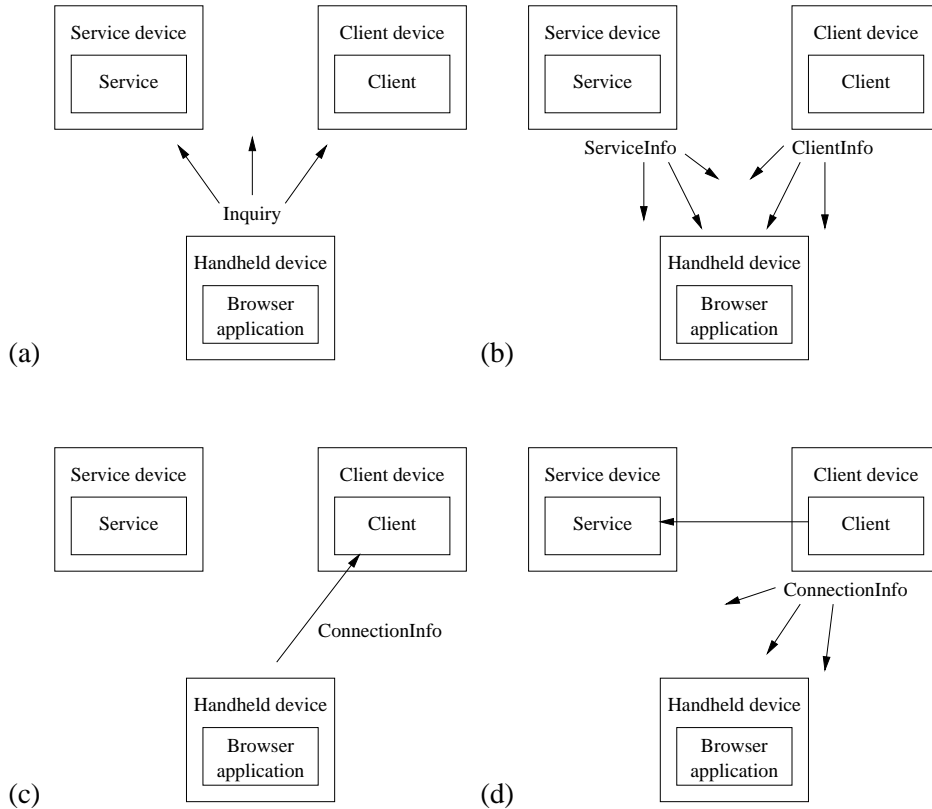 Service device
Service
Client device
Client
Inquiry
Handheld device
Browser
application
(a)
Service device
Service
Client device
Client
ServiceInfo
ClientInfo
Handheld device
Browser
application
(b)
Service device
Service
Client device
Client
ConnectionInfo
Handheld device
Browser
application
(c)
Service device
Service
Client device
Client
ConnectionInfo
Handheld device
Browser
application
(d)